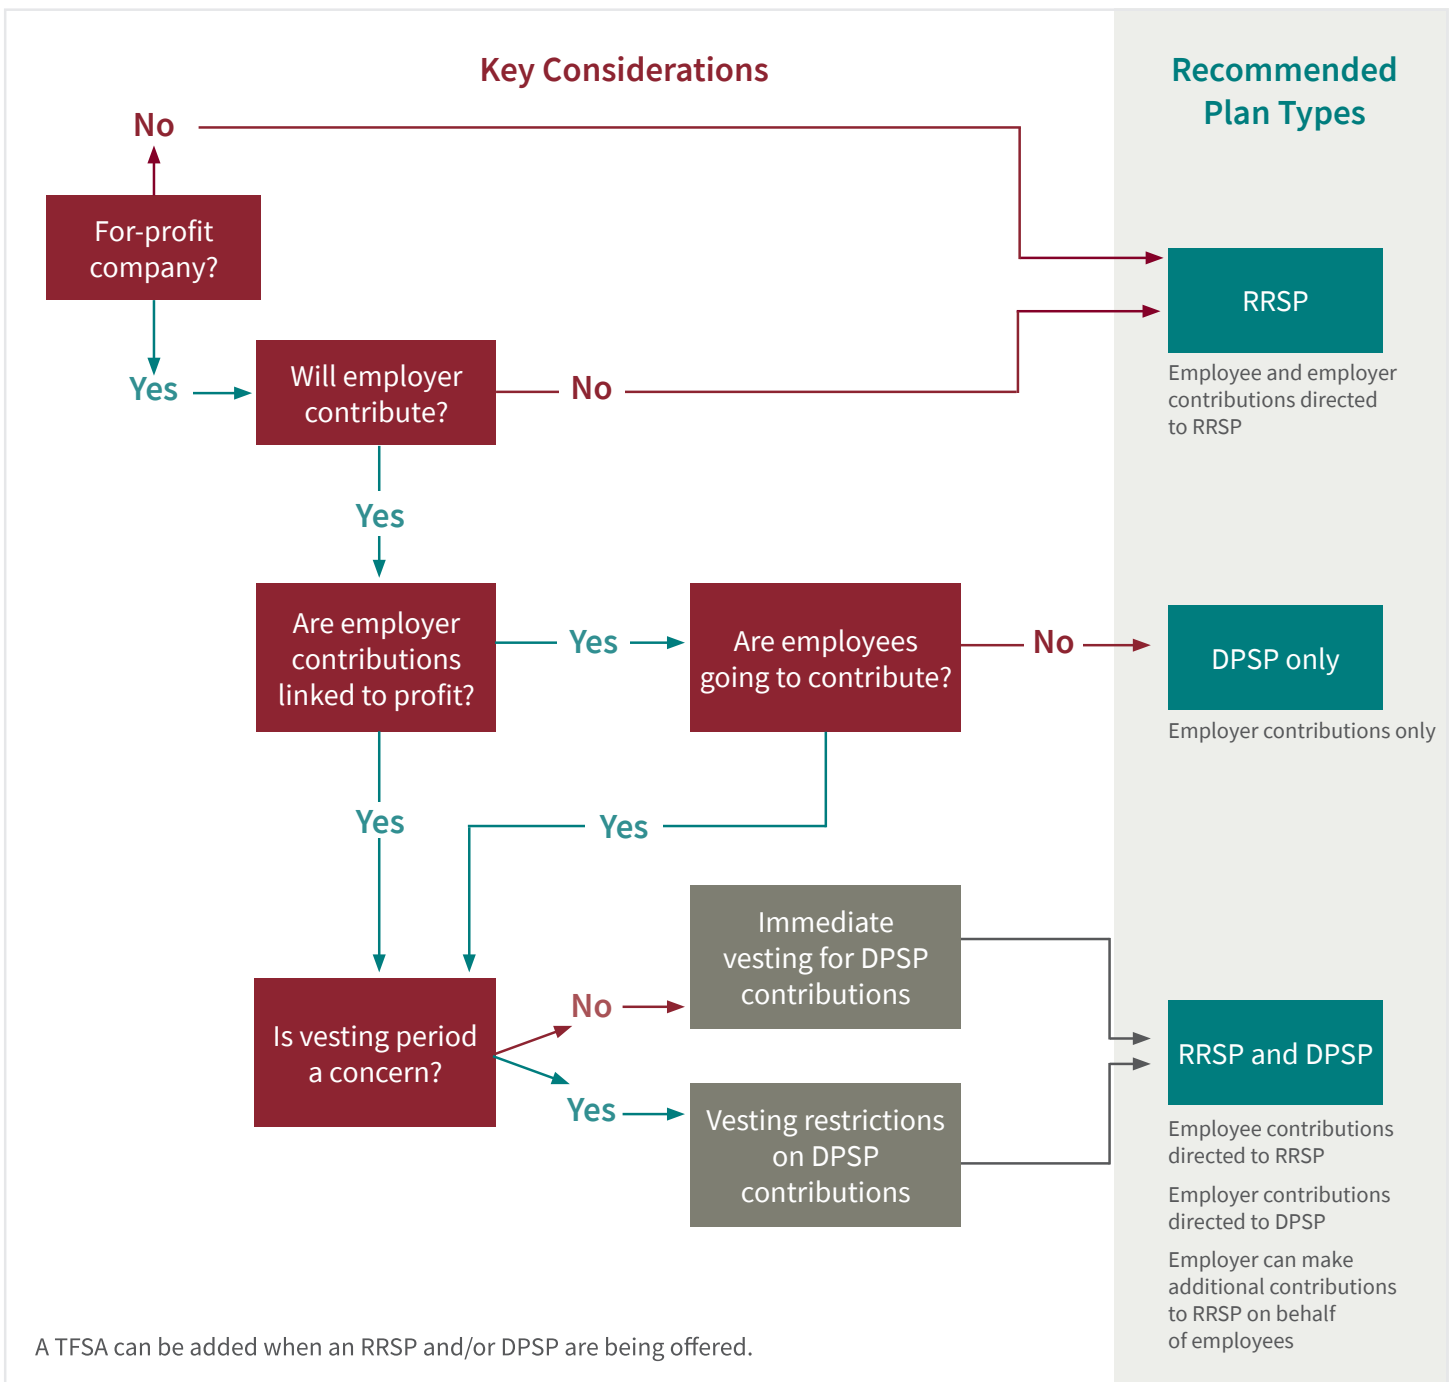 Key Considerations
Recommended
Plan Types
No
For-profit
company?
Yes
Will employer
contribute?
No
RRSP
Employee and employer
contributions directed
to RRSP
Yes
Are employer
contributions
linked to profit?
Yes
Are employees
going to contribute?
No
DPSP only
Employer contributions only
Yes
Yes
Is vesting period
a concern?
No
Immediate
vesting for DPSP
contributions
Yes
Vesting restrictions
on DPSP
contributions
RRSP and DPSP
Employee contributions
directed to RRSP
Employer contributions
directed to DPSP
Employer can make
additional contributions
to RRSP on behalf
of employees
A TFSA can be added when an RRSP and/or DPSP are being offered.